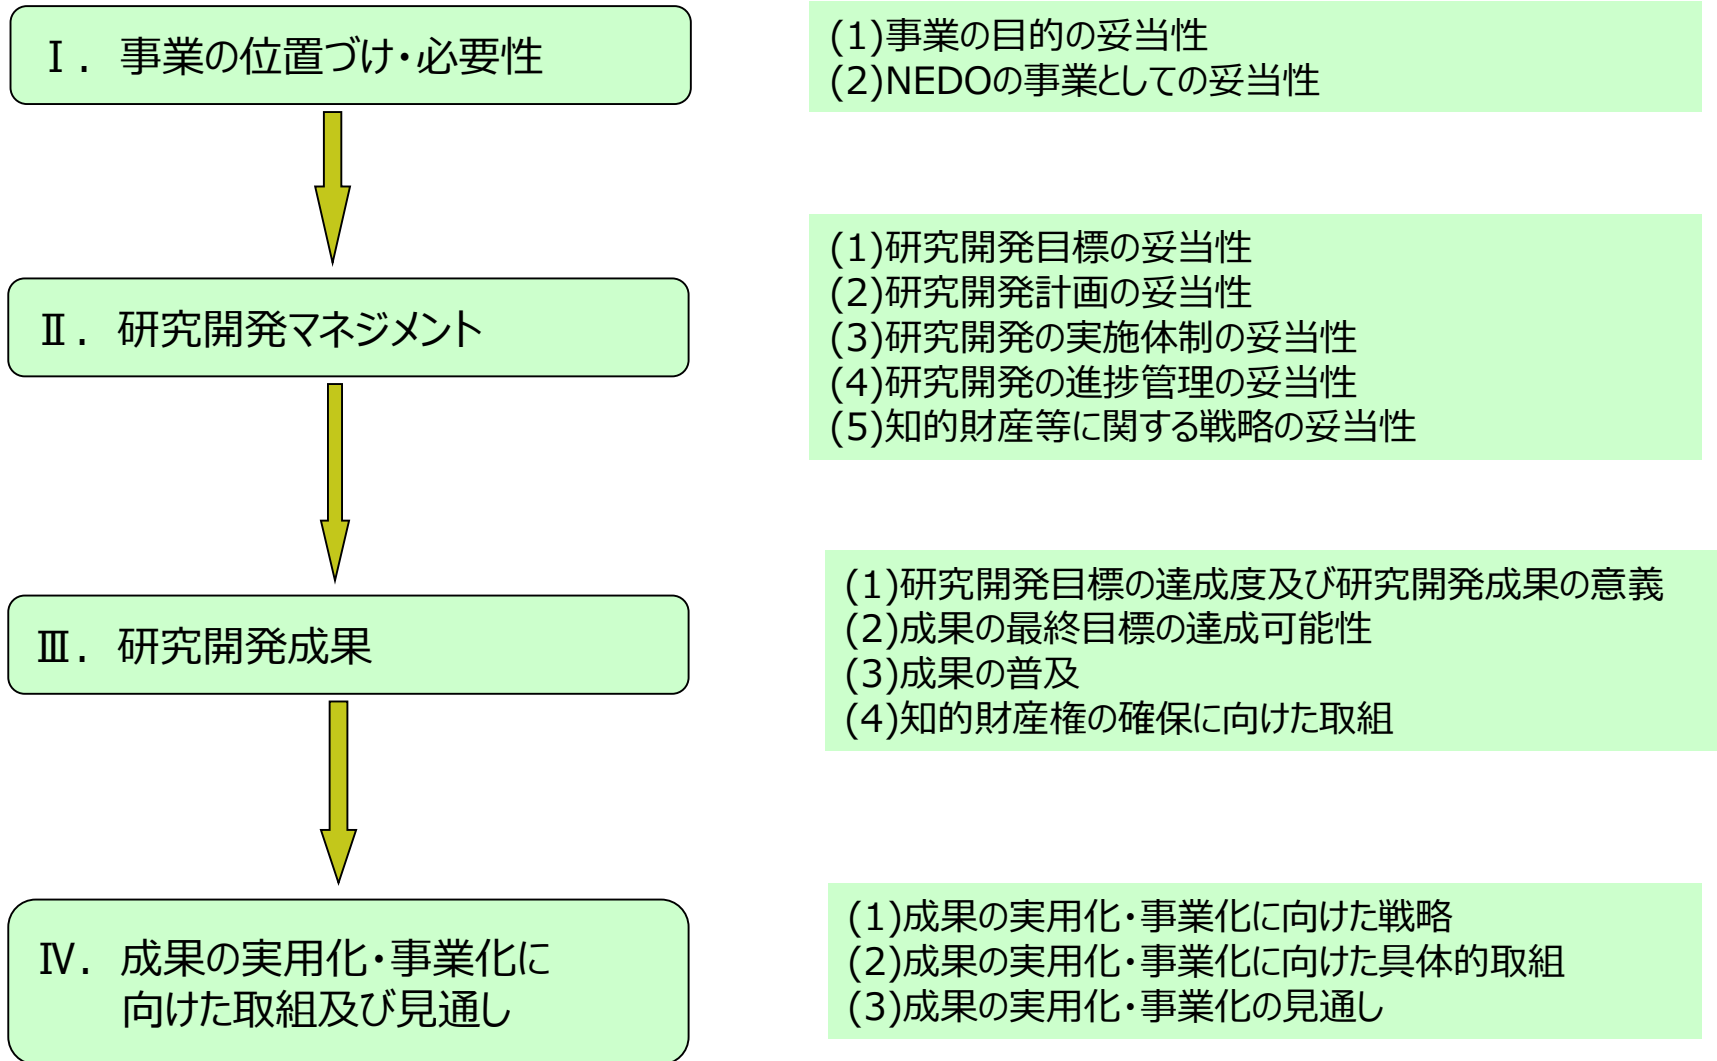 Ⅰ．事業の位置づけ・必要性
(1)事業の目的の妥当性
(2)NEDOの事業としての妥当性
Ⅱ．研究開発マネジメント
(1)研究開発目標の妥当性
(2)研究開発計画の妥当性
(3)研究開発の実施体制の妥当性
(4)研究開発の進捗管理の妥当性
(5)知的財産等に関する戦略の妥当性
Ⅲ．研究開発成果
(1)研究開発目標の達成度及び研究開発成果の意義
(2)成果の最終目標の達成可能性
(3)成果の普及
(4)知的財産権の確保に向けた取組
Ⅳ．成果の実用化・事業化に
向けた取組及び見通し
(1)成果の実用化・事業化に向けた戦略
(2)成果の実用化・事業化に向けた具体的取組
(3)成果の実用化・事業化の見通し